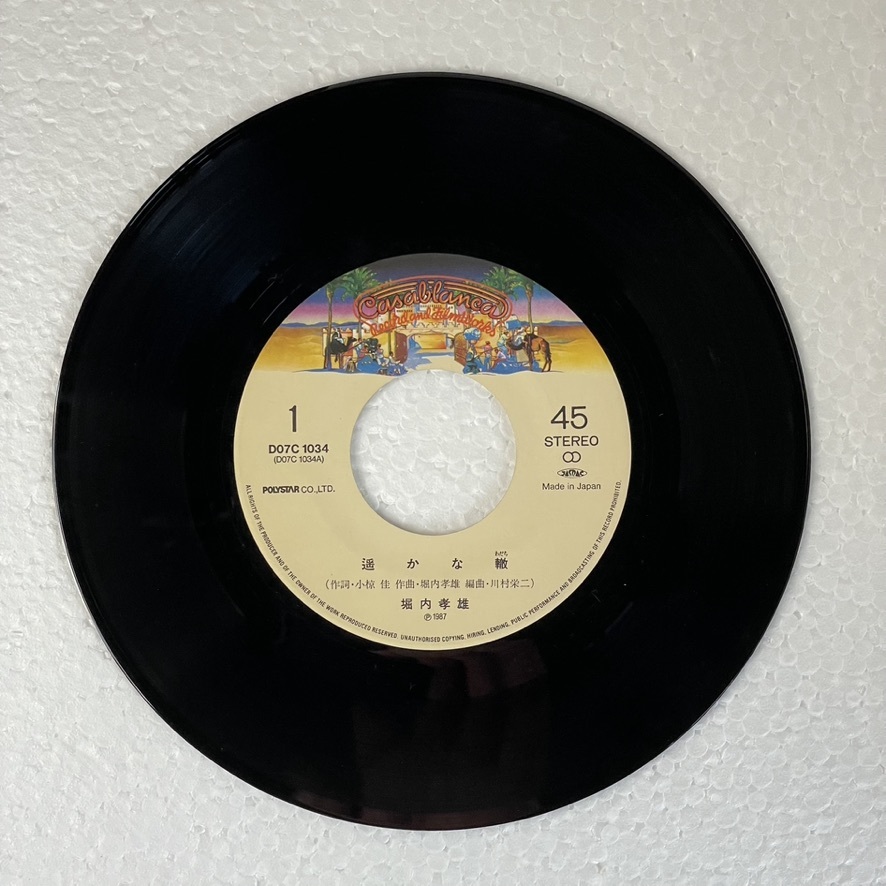 Casablanca
Record and FilmWorks
1
45
D07C 1034
(D07C 1034A)
STEREO
JASRAC
POLYSTAR CO.,LTD.
Made in Japan
わだち
遥かな轍
(作詞・小椋 佳 作曲・堀内孝雄 編曲・川村栄二)
堀内孝雄
Ⓟ1987
ALL RIGHTS OF THE PRODUCER AND OF THE OWNER OF THE WORK REPRODUCED RESERVED. UNAUTHORISED COPYING, HIRING, LENDING, PUBLIC PERFORMANCE AND BROADCASTING OF THIS RECORD PROHIBITED.